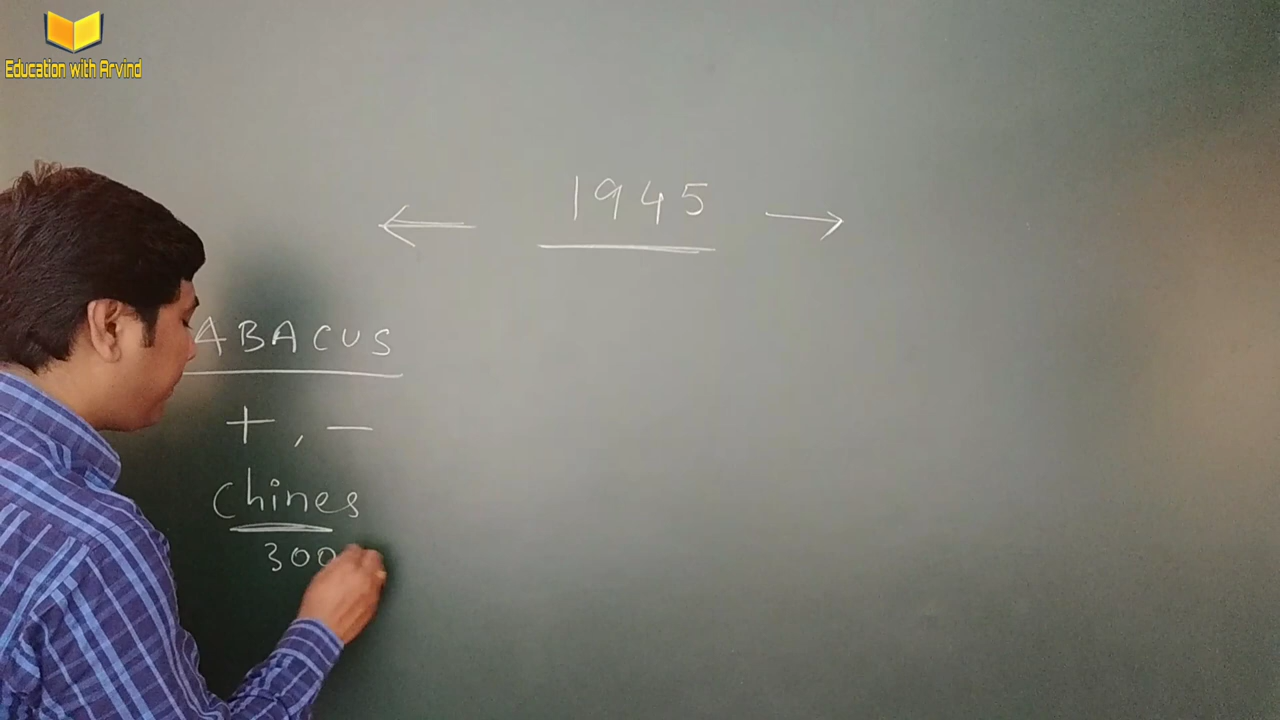 Education with Arvind
← 1945 →
ABACUS
+ , −
Chines
300